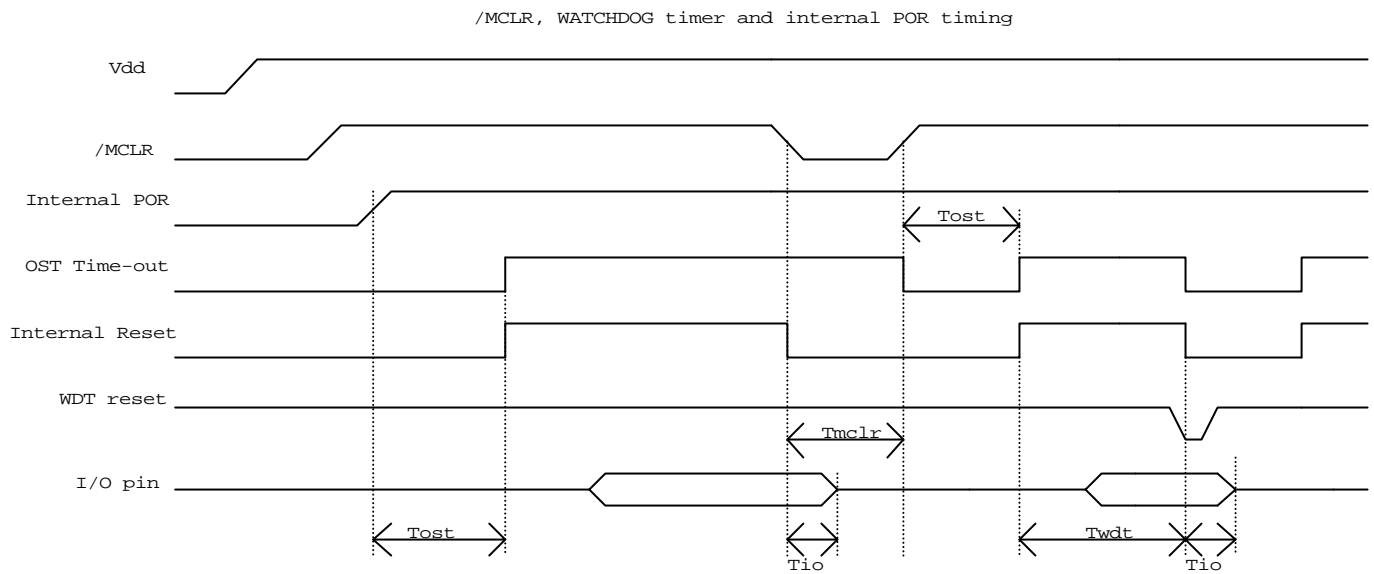 /MCLR, WATCHDOG timer and internal POR timing
Vdd
/MCLR
Internal POR
Tost
OST Time-out
Internal Reset
WDT reset
Tmclr
I/O pin
Tost
Twdt
Tio
Tio